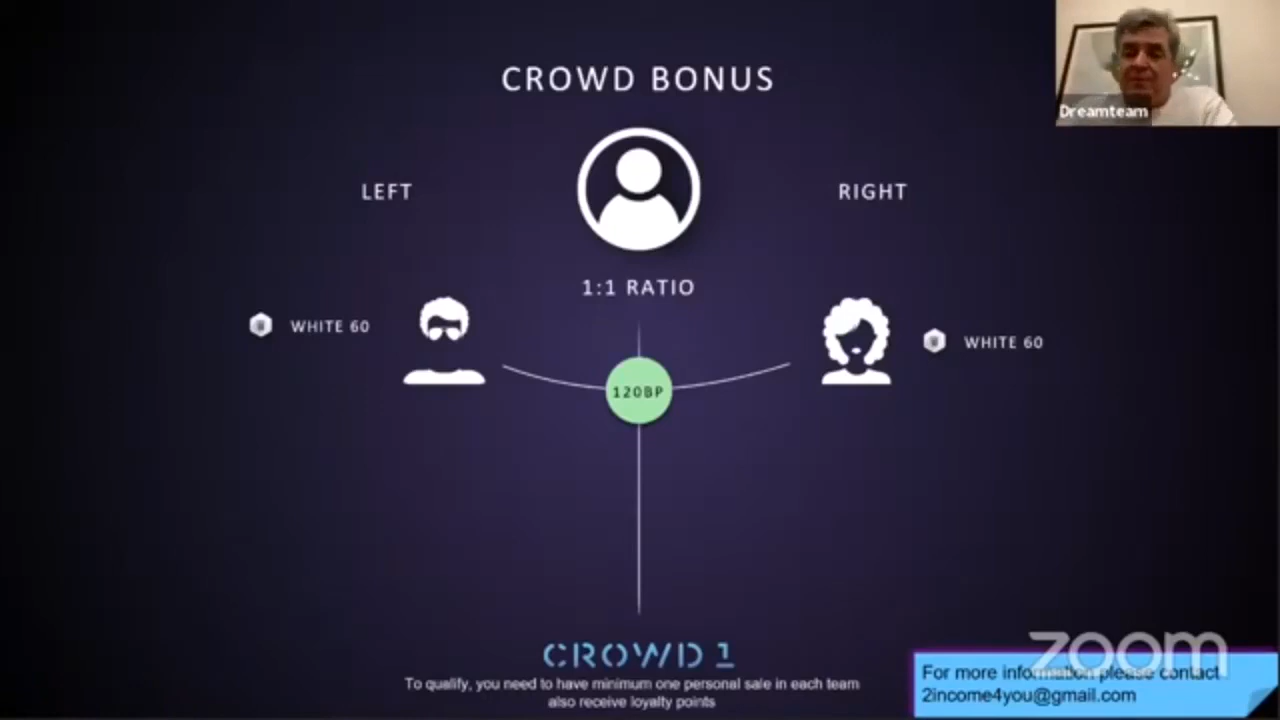 CROWD BONUS
Dreamteam
LEFT
RIGHT
1:1 RATIO
WHITE 60
WHITE 60
120BP
CROWD 1
To qualify, you need to have minimum one personal sale in each team
also receive loyalty points
zoom
For more information please contact
2income4you@gmail.com